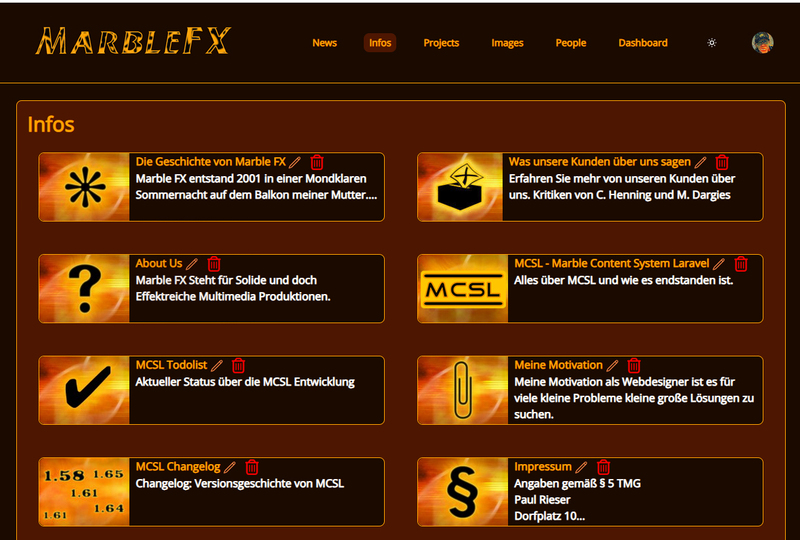 MARBLEFX
News Infos Projects Images People Dashboard
Infos
Die Geschichte von Marble FX
Marble FX entstand 2001 in einer Mondklaren
Sommernacht auf dem Balkon meiner Mutter....
Was unsere Kunden über uns sagen
Erfahren Sie mehr von unseren Kunden über
uns. Kritiken von C. Henning und M. Dargies
About Us
Marble FX Steht für Solide und doch
Effektreiche Multimedia Produktionen.
MCSL
MCSL - Marble Content System Laravel
Alles über MCSL und wie es endstanden ist.
MCSL Todolist
Aktueller Status über die MCSL Entwicklung
Meine Motivation
Meine Motivation als Webdesigner ist es für
viele kleine Probleme kleine große Lösungen zu
suchen.
1.58 1.65
1.61
1.61 1.64
MCSL Changelog
Changelog: Versionsgeschichte von MCSL
§
Impressum
Angaben gemäß § 5 TMG
Paul Rieser
Dorfplatz 10...